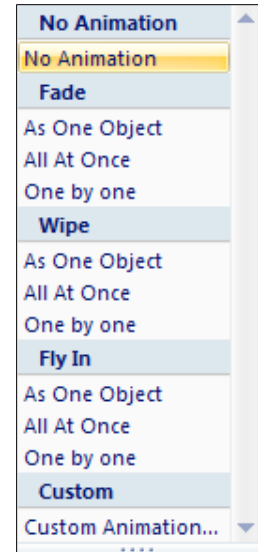 No Animation
No Animation
Fade
As One Object
All At Once
One by one
Wipe
As One Object
All At Once
One by one
Fly In
As One Object
All At Once
One by one
Custom
Custom Animation...